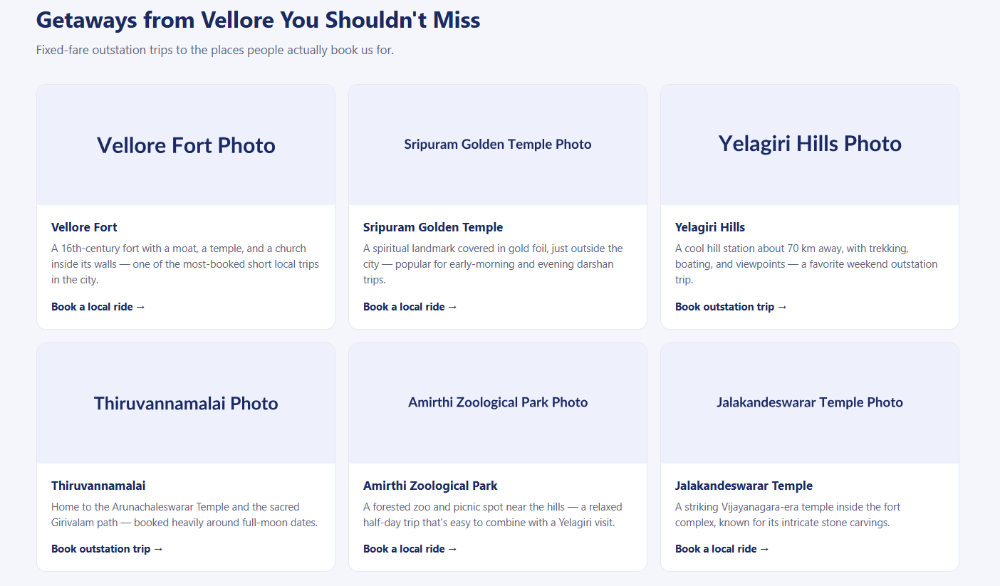 Getaways from Vellore You Shouldn't Miss
Fixed-fare outstation trips to the places people actually book us for.
Vellore Fort Photo
Vellore Fort
A 16th-century fort with a moat, a temple, and a church
inside its walls — one of the most-booked short local trips
in the city.
Book a local ride →
Sripuram Golden Temple Photo
Sripuram Golden Temple
A spiritual landmark covered in gold foil, just outside the
city — popular for early-morning and evening darshan
trips.
Book a local ride →
Yelagiri Hills Photo
Yelagiri Hills
A cool hill station about 70 km away, with trekking,
boating, and viewpoints — a favorite weekend outstation
trip.
Book outstation trip →
Thiruvannamalai Photo
Thiruvannamalai
Home to the Arunachaleswarar Temple and the sacred
Girivalam path — booked heavily around full-moon dates.
Book outstation trip →
Amirthi Zoological Park Photo
Amirthi Zoological Park
A forested zoo and picnic spot near the hills — a relaxed
half-day trip that's easy to combine with a Yelagiri visit.
Book a local ride →
Jalakandeswarar Temple Photo
Jalakandeswarar Temple
A striking Vijayanagara-era temple inside the fort
complex, known for its intricate stone carvings.
Book a local ride →